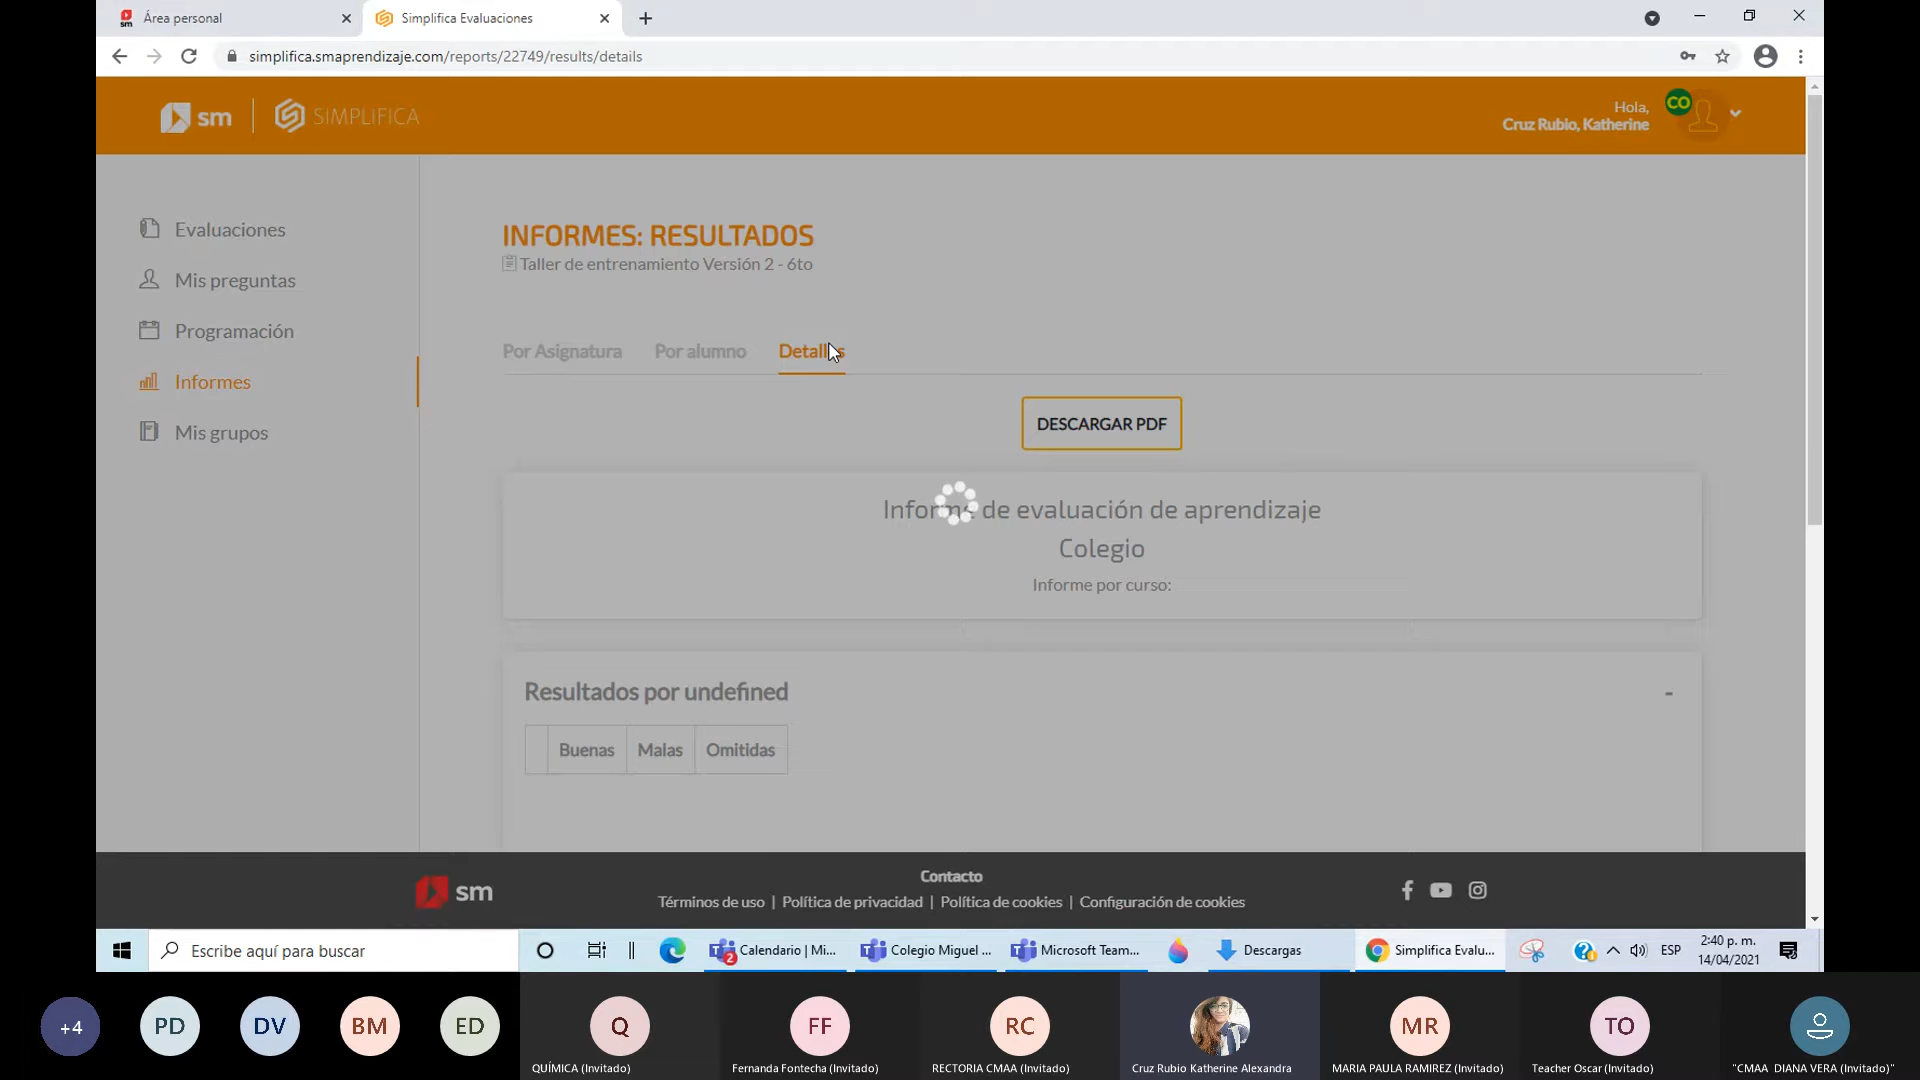 Área personal
Simplifica Evaluaciones
simplifica.smaprendizaje.com/reports/22749/results/details
sm
SIMPLIFICA
Hola,
Cruz Rubio, Katherine
CO
Evaluaciones
Mis preguntas
Programación
Informes
Mis grupos
INFORMES: RESULTADOS
Taller de entrenamiento Versión 2 - 6to
Por Asignatura
Por alumno
Detalles
DESCARGAR PDF
Informe de evaluación de aprendizaje
Colegio
Informe por curso:
Resultados por undefined
-
Buenas Malas Omitidas
sm
Contacto
Términos de uso | Política de privacidad | Política de cookies | Configuración de cookies
Escribe aquí para buscar
2
Calendario | Mi...
Colegio Miguel ...
Microsoft Team...
Descargas
Simplifica Evalu...
ESP
2:40 p. m.
14/04/2021
+4
PD
DV
BM
ED
Q
QUÍMICA (Invitado)
FF
Fernanda Fontecha (Invitado)
RC
RECTORIA CMAA (Invitado)
Cruz Rubio Katherine Alexandra
MR
MARIA PAULA RAMIREZ (Invitado)
TO
Teacher Oscar (Invitado)
"CMAA DIANA VERA (Invitado)"